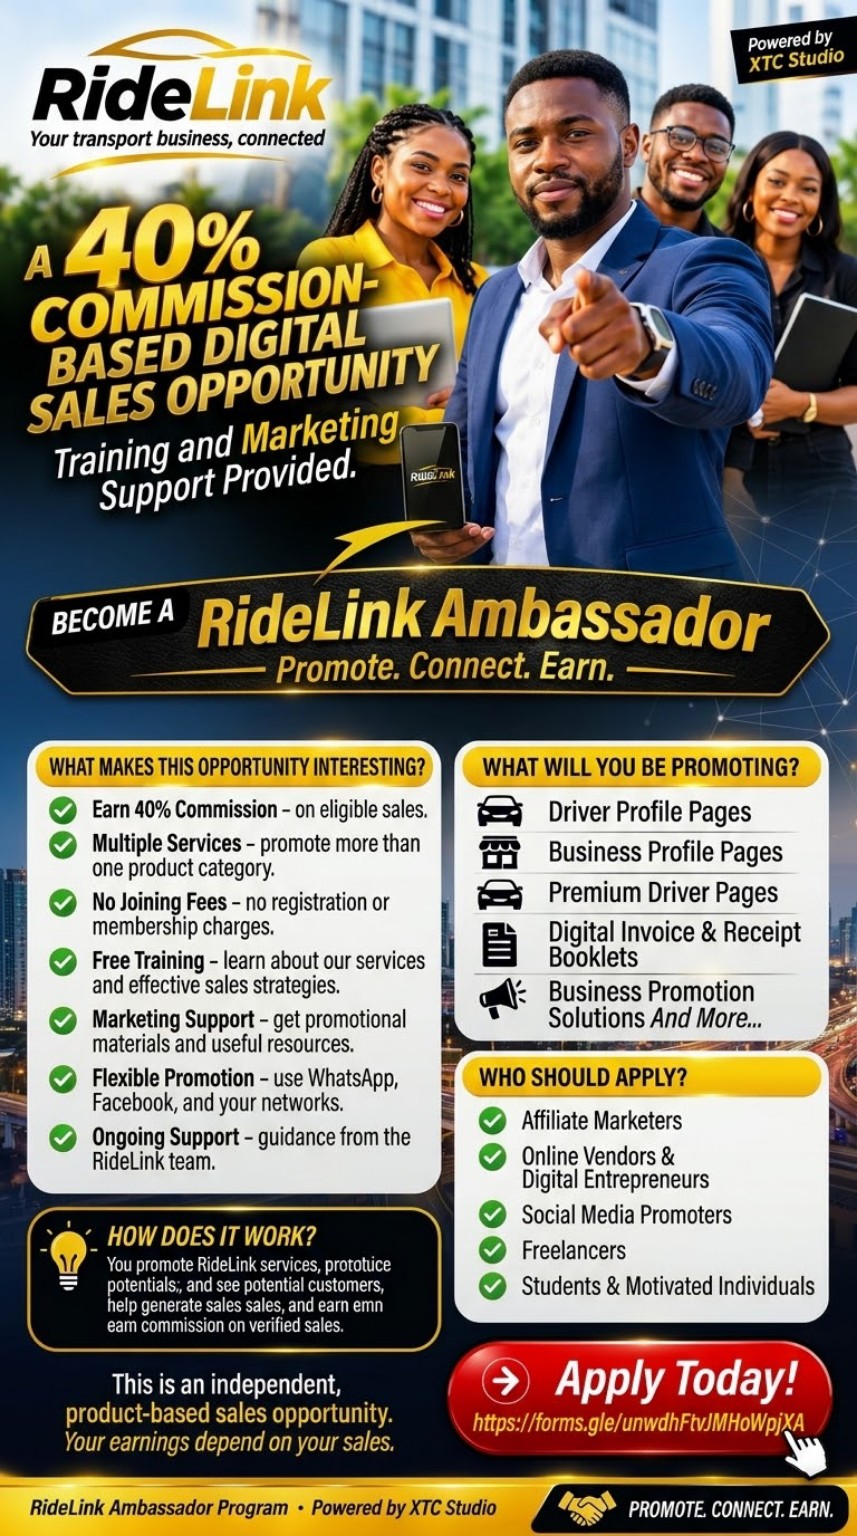 Powered by
XTC Studio
RideLink
Your transport business, connected
A 40%
COMMISSION-
BASED DIGITAL
SALES OPPORTUNITY
Training and Marketing
Support Provided.
BECOME A RideLink Ambassador
Promote. Connect. Earn.
WHAT MAKES THIS OPPORTUNITY INTERESTING?
Earn 40% Commission – on eligible sales.
Multiple Services – promote more than
one product category.
No Joining Fees – no registration or
membership charges.
Free Training – learn about our services
and effective sales strategies.
Marketing Support – get promotional
materials and useful resources.
Flexible Promotion – use WhatsApp,
Facebook, and your networks.
Ongoing Support – guidance from the
RideLink team.
HOW DOES IT WORK?
You promote RideLink services, prototuce
potentials;, and see potential customers,
help generate sales sales, and earn emn
eam commission on verified sales.
This is an independent,
product-based sales opportunity.
Your earnings depend on your sales.
WHAT WILL YOU BE PROMOTING?
Driver Profile Pages
Business Profile Pages
Premium Driver Pages
Digital Invoice & Receipt
Booklets
Business Promotion
Solutions And More...
WHO SHOULD APPLY?
Affiliate Marketers
Online Vendors &
Digital Entrepreneurs
Social Media Promoters
Freelancers
Students & Motivated Individuals
Apply Today!
https://forms.gle/unwdhFtvJMHoWpjXA
RideLink Ambassador Program • Powered by XTC Studio
PROMOTE. CONNECT. EARN.